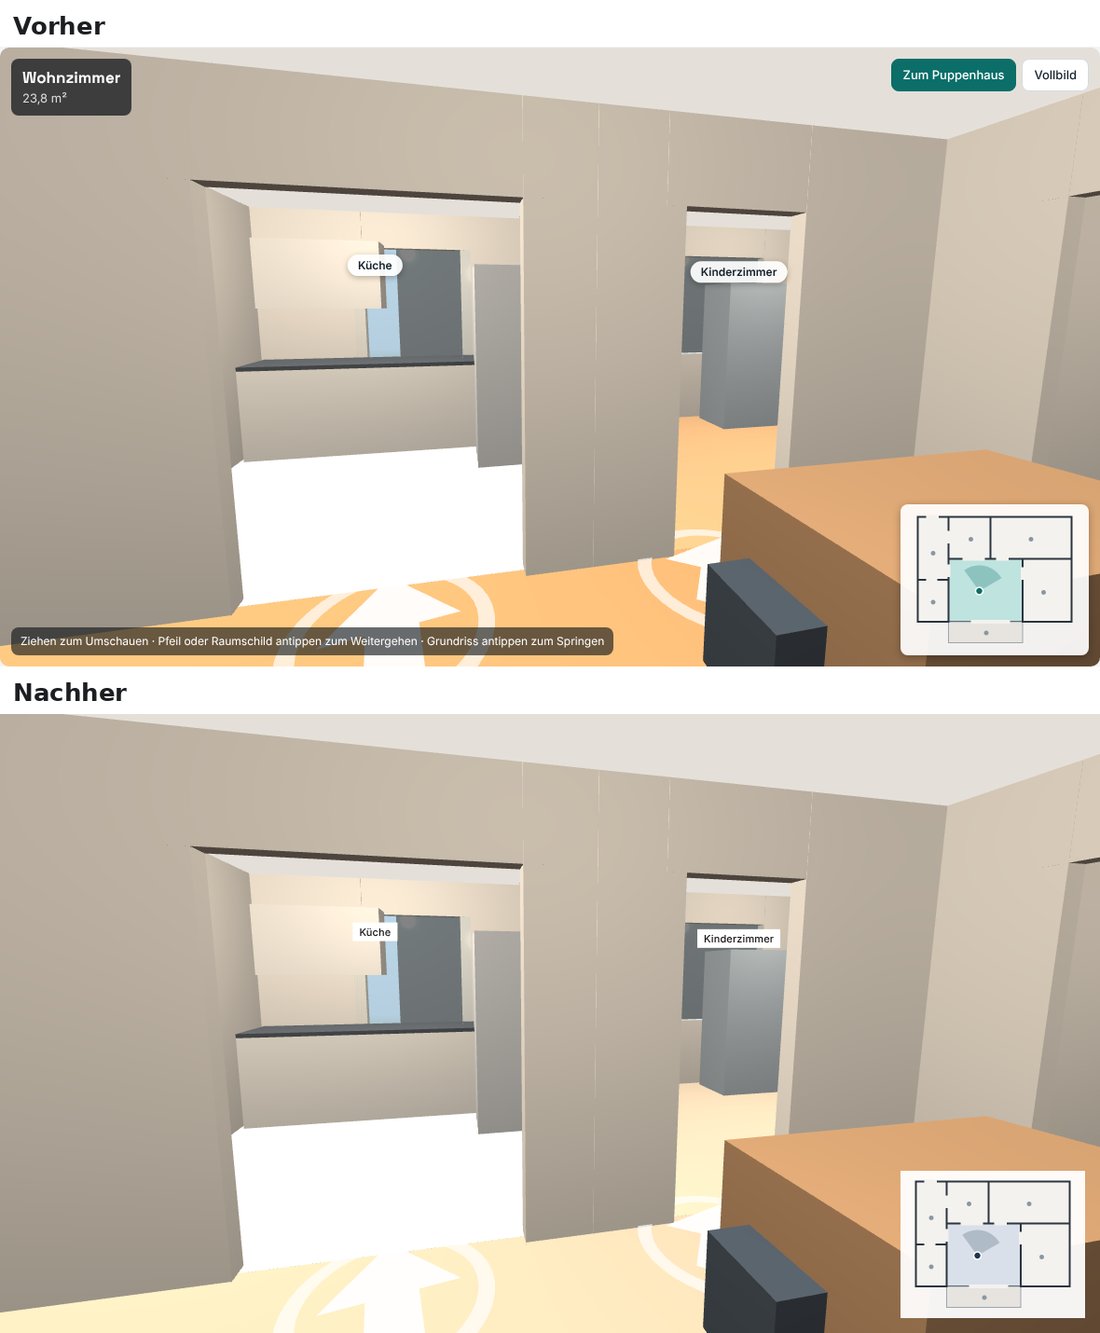 Vorher
Wohnzimmer
23,8 m²
Zum Puppenhaus
Vollbild
Küche
Kinderzimmer
Ziehen zum Umschauen · Pfeil oder Raumschild antippen zum Weitergehen · Grundriss antippen zum Springen
Nachher
Küche
Kinderzimmer